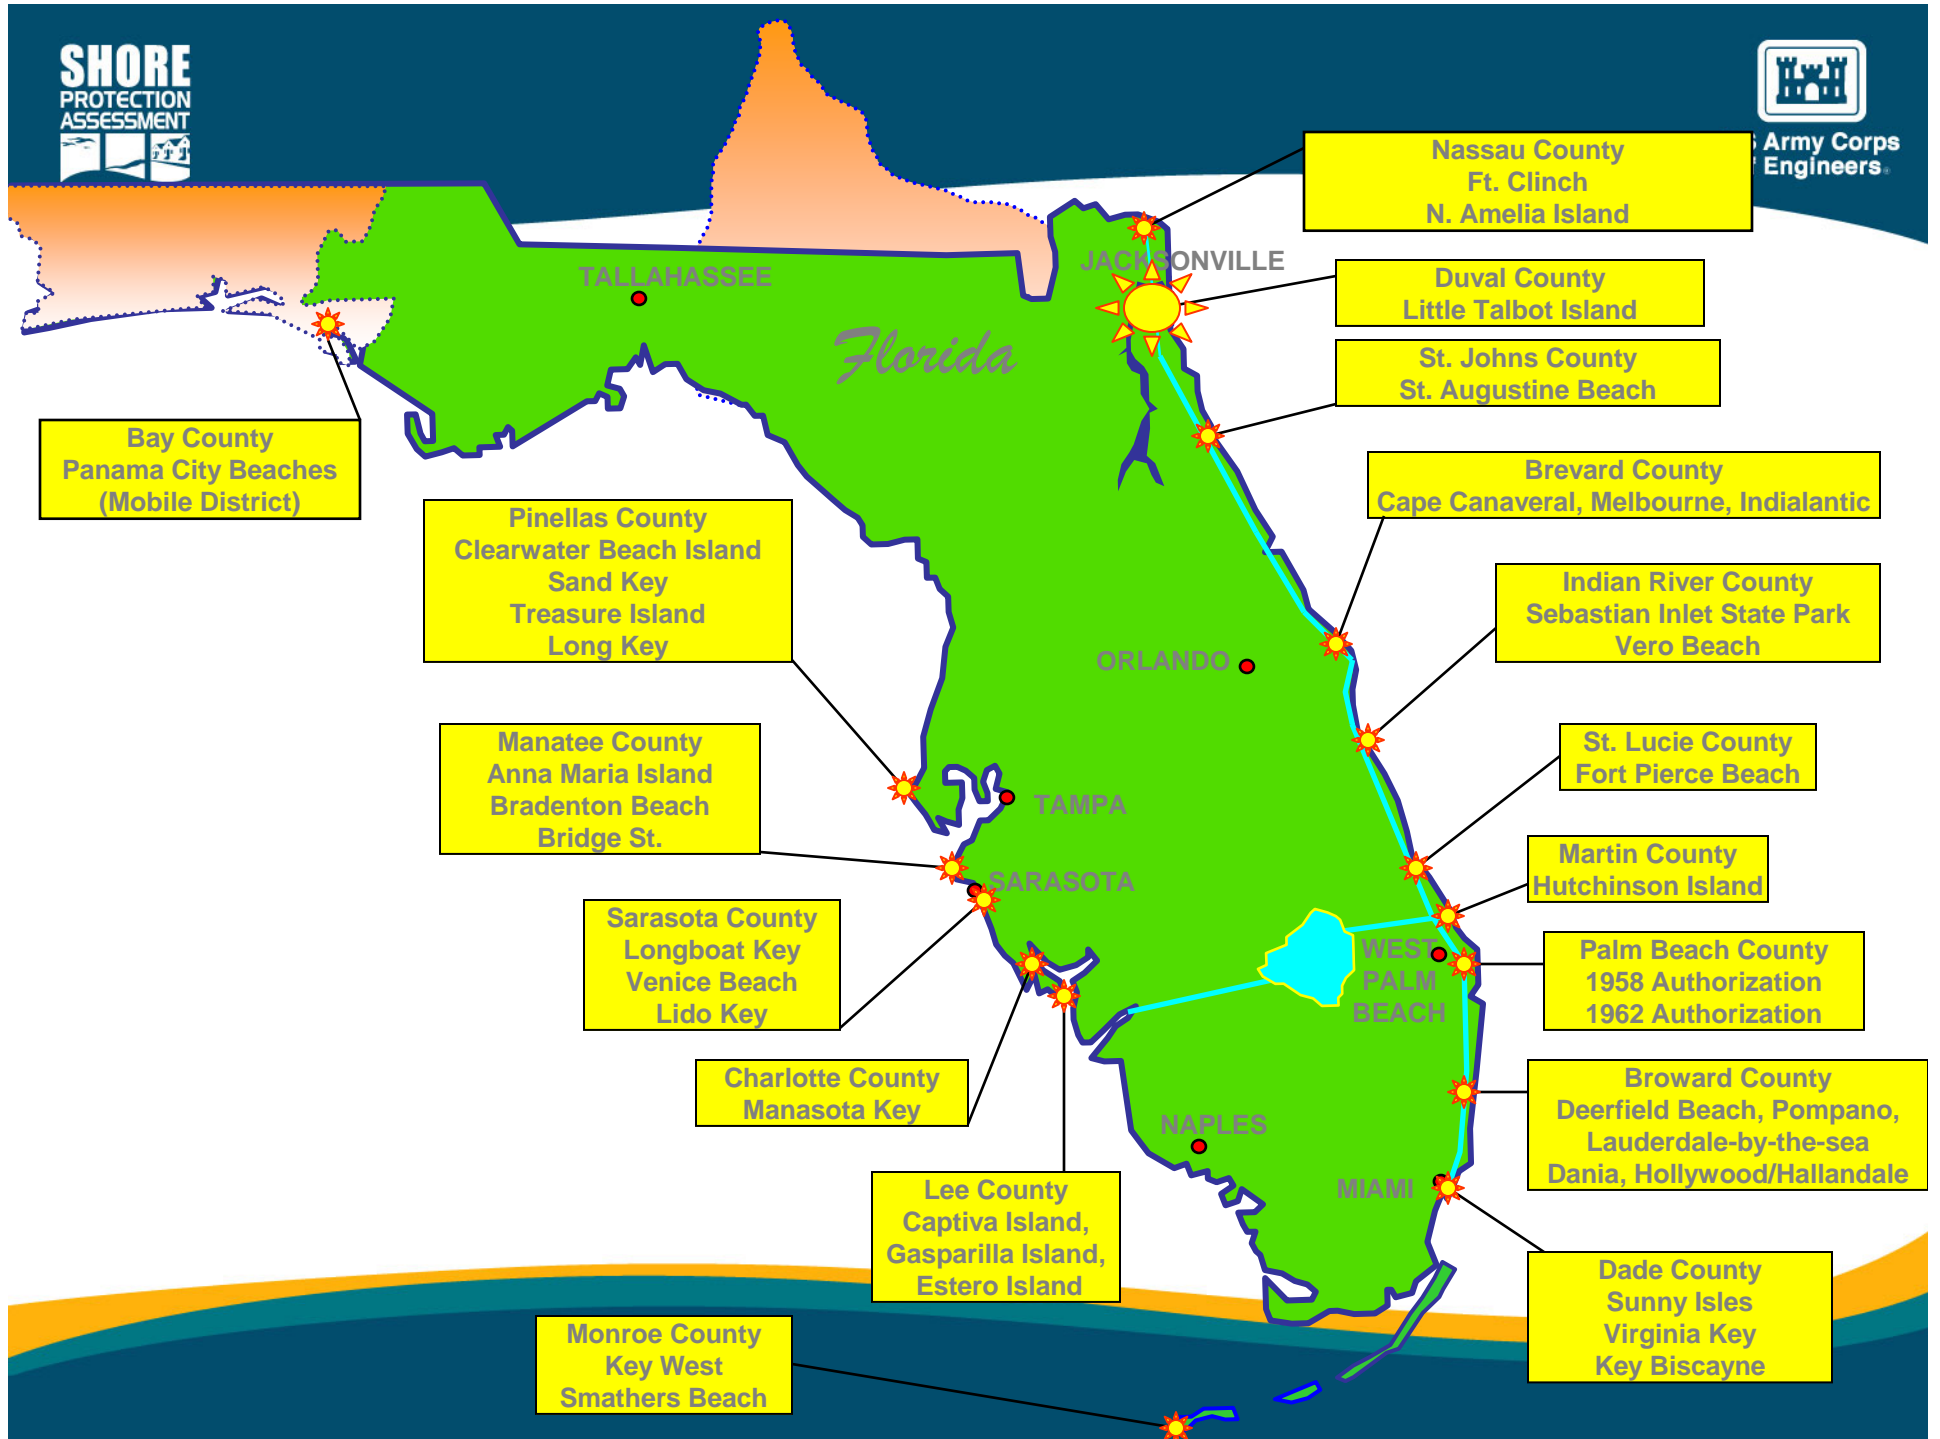 SHORE
PROTECTION
ASSESSMENT
Army Corps
Engineers
Nassau County
Ft. Clinch
N. Amelia Island
JACKSONVILLE
TALLAHASSEE
Duval County
Little Talbot Island
Florida
St. Johns County
St. Augustine Beach
Bay County
Panama City Beaches
(Mobile District)
Brevard County
Cape Canaveral, Melbourne, Indialantic
Pinellas County
Clearwater Beach Island
Sand Key
Treasure Island
Long Key
Indian River County
Sebastian Inlet State Park
Vero Beach
ORLANDO
Manatee County
Anna Maria Island
Bradenton Beach
Bridge St.
St. Lucie County
Fort Pierce Beach
TAMPA
Martin County
Hutchinson Island
SARASOTA
Sarasota County
Longboat Key
Venice Beach
Lido Key
WEST
PALM
BEACH
Palm Beach County
1958 Authorization
1962 Authorization
Charlotte County
Manasota Key
Broward County
Deerfield Beach, Pompano,
Lauderdale-by-the-sea
Dania, Hollywood/Hallandale
NAPLES
MIAMI
Lee County
Captiva Island,
Gasparilla Island,
Estero Island
Dade County
Sunny Isles
Virginia Key
Key Biscayne
Monroe County
Key West
Smathers Beach